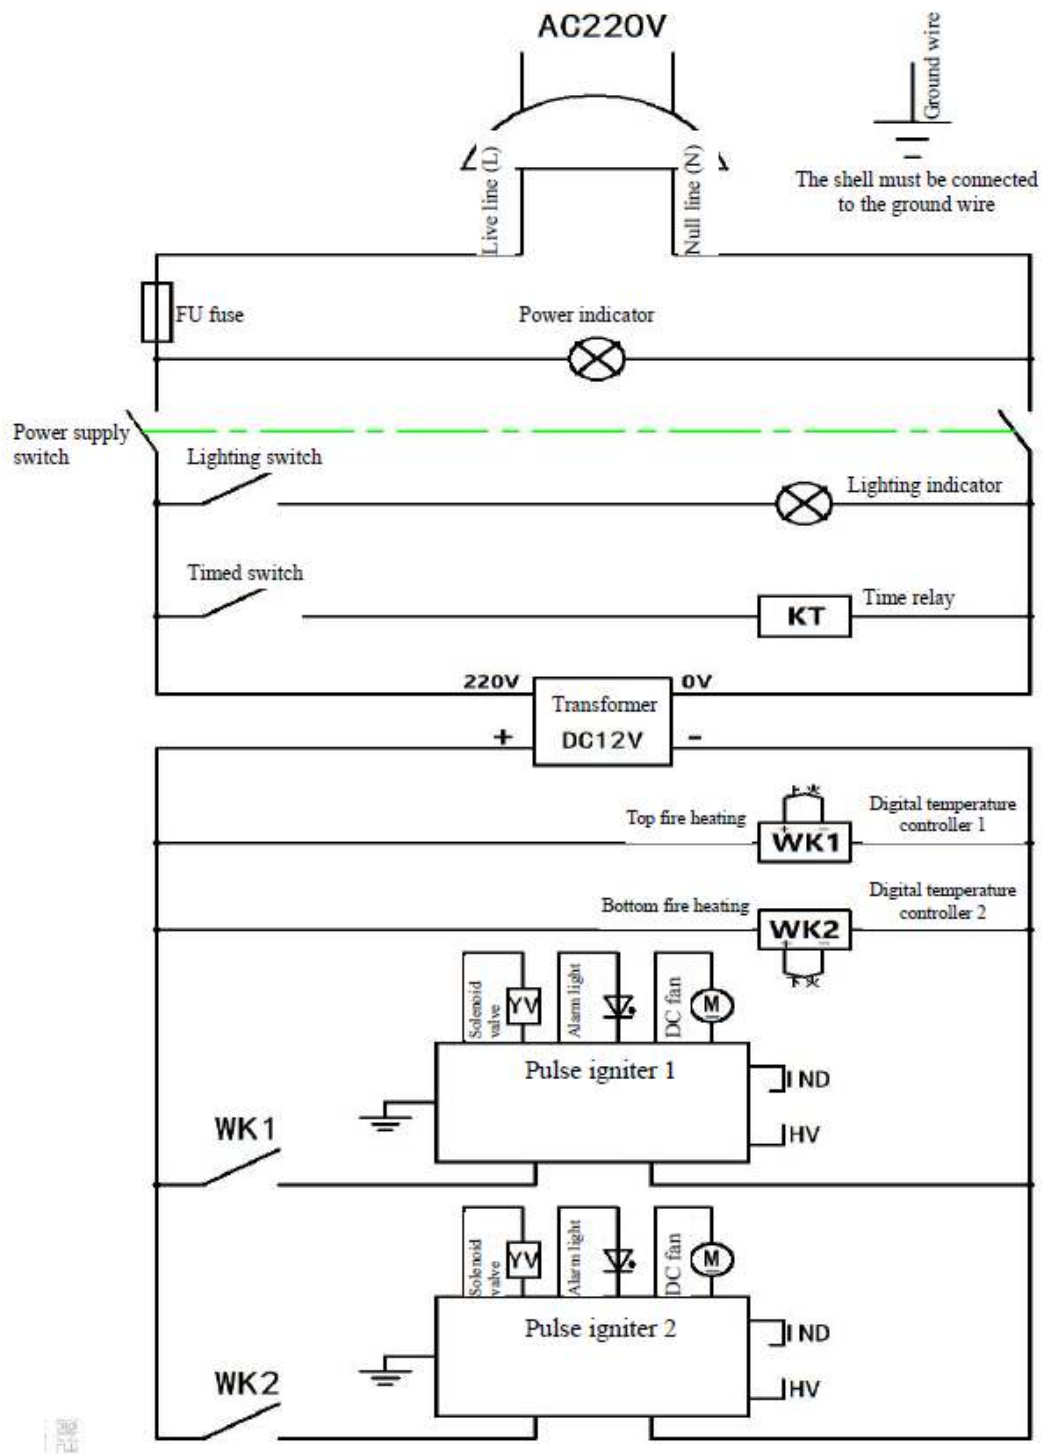 AC220V
Ground wire
Live line (L)
Null line (N)
The shell must be connected
to the ground wire
FU fuse
Power indicator
Power supply
switch
Lighting switch
Lighting indicator
Timed switch
KT
Time relay
220V
0V
Transformer
DC12V
+
-
Top fire heating
WK1
+ -
Digital temperature
controller 1
Bottom fire heating
WK2
+ -
Digital temperature
controller 2
下火
Solenoid
valve
YV
Alarm light
DC fan
M
Pulse igniter 1
IND
HV
WK1
Solenoid
valve
YV
Alarm light
DC fan
M
Pulse igniter 2
IND
HV
WK2